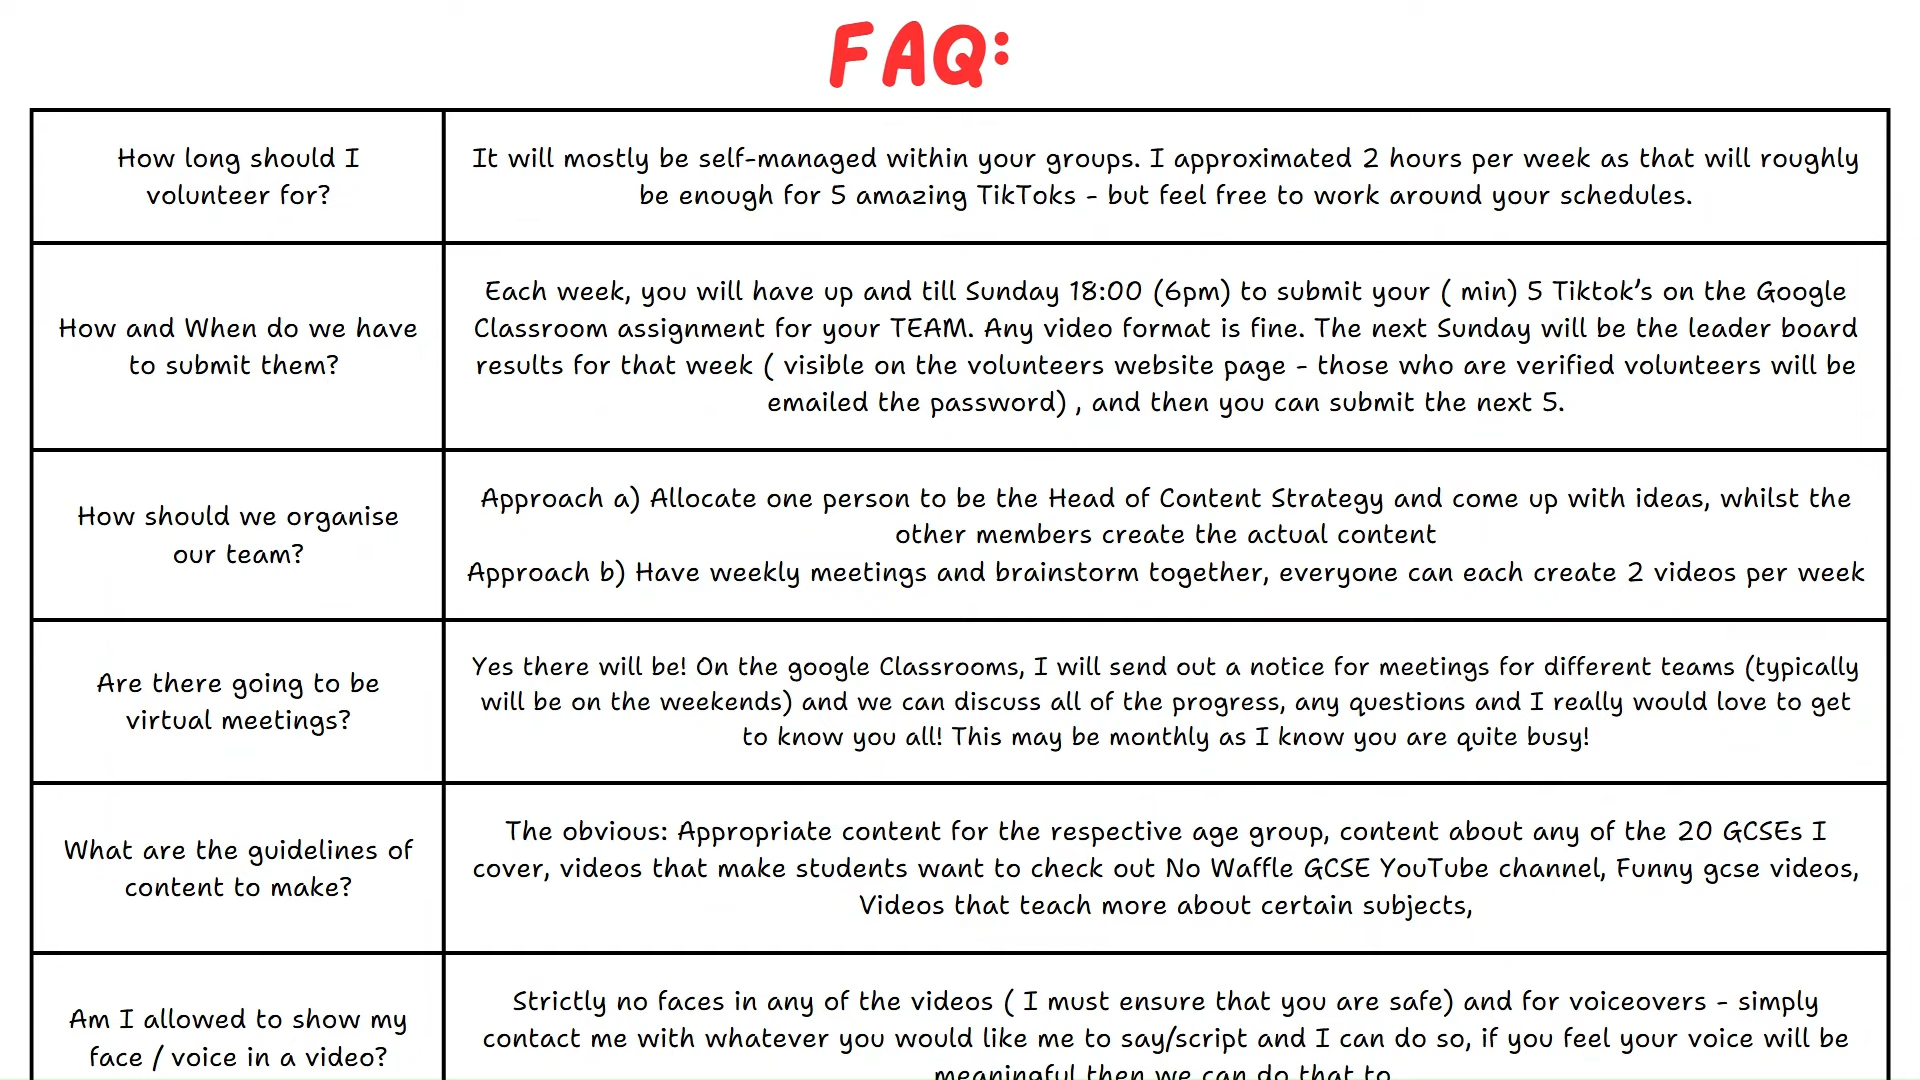 FAQ:
How long should I
volunteer for?
It will mostly be self-managed within your groups. I approximated 2 hours per week as that will roughly
be enough for 5 amazing TikToks - but feel free to work around your schedules.
How and When do we have
to submit them?
Each week, you will have up and till Sunday 18:00 (6pm) to submit your ( min) 5 Tiktok's on the Google
Classroom assignment for your TEAM. Any video format is fine. The next Sunday will be the leader board
results for that week ( visible on the volunteers website page - those who are verified volunteers will be
emailed the password) , and then you can submit the next 5.
How should we organise
our team?
Approach a) Allocate one person to be the Head of Content Strategy and come up with ideas, whilst the
other members create the actual content
Approach b) Have weekly meetings and brainstorm together, everyone can each create 2 videos per week
Are there going to be
virtual meetings?
Yes there will be! On the google Classrooms, I will send out a notice for meetings for different teams (typically
will be on the weekends) and we can discuss all of the progress, any questions and I really would love to get
to know you all! This may be monthly as I know you are quite busy!
What are the guidelines of
content to make?
The obvious: Appropriate content for the respective age group, content about any of the 20 GCSEs I
cover, videos that make students want to check out No Waffle GCSE YouTube channel, Funny gcse videos,
Videos that teach more about certain subjects,
Am I allowed to show my
face / voice in a video?
Strictly no faces in any of the videos ( I must ensure that you are safe) and for voiceovers - simply
contact me with whatever you would like me to say/script and I can do so, if you feel your voice will be
meaningful then we can do that to